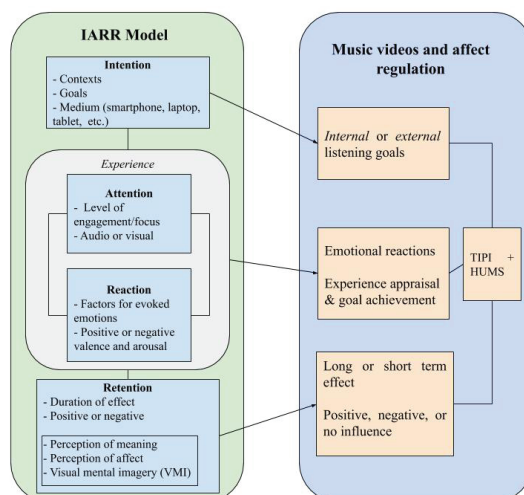 IARR Model
Intention
- Contexts
- Goals
- Medium (smartphone, laptop,
tablet, etc.)
Experience
Attention
- Level of
engagement/focus
- Audio or visual
Reaction
- Factors for evoked
emotions
- Positive or negative
valence and arousal
Retention
- Duration of effect
- Positive or negative
- Perception of meaning
- Perception of affect
- Visual mental imagery (VMI)
Music videos and affect
regulation
Internal or external
listening goals
Emotional reactions
Experience appraisal
& goal achievement
Long or short term
effect
Positive, negative, or
no influence
TIPI +
HUMS